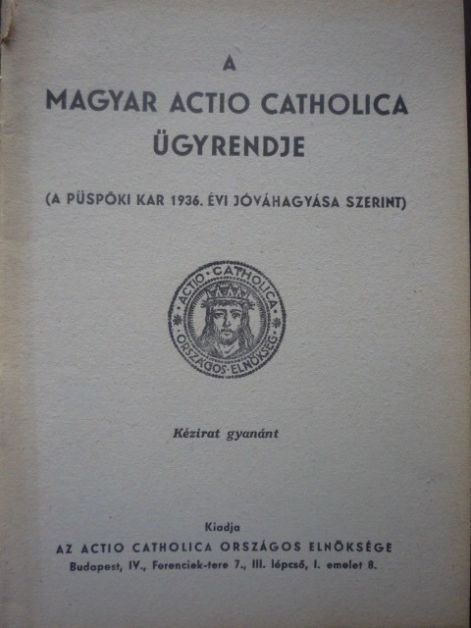 A
MAGYAR ACTIO CATHOLICA
ÜGYRENDJE
(A PÜSPÖKI KAR 1936. ÉVI JÓVÁHAGYÁSA SZERINT)
* ACTIO · CATHOLICA * ORSZÁGOS · ELNÖKSÉG ·
Kézirat gyanánt
Kiadja
AZ ACTIO CATHOLICA ORSZÁGOS ELNÖKSÉGE
Budapest, IV., Ferenciek-tere 7., III. lépcső, I. emelet 8.